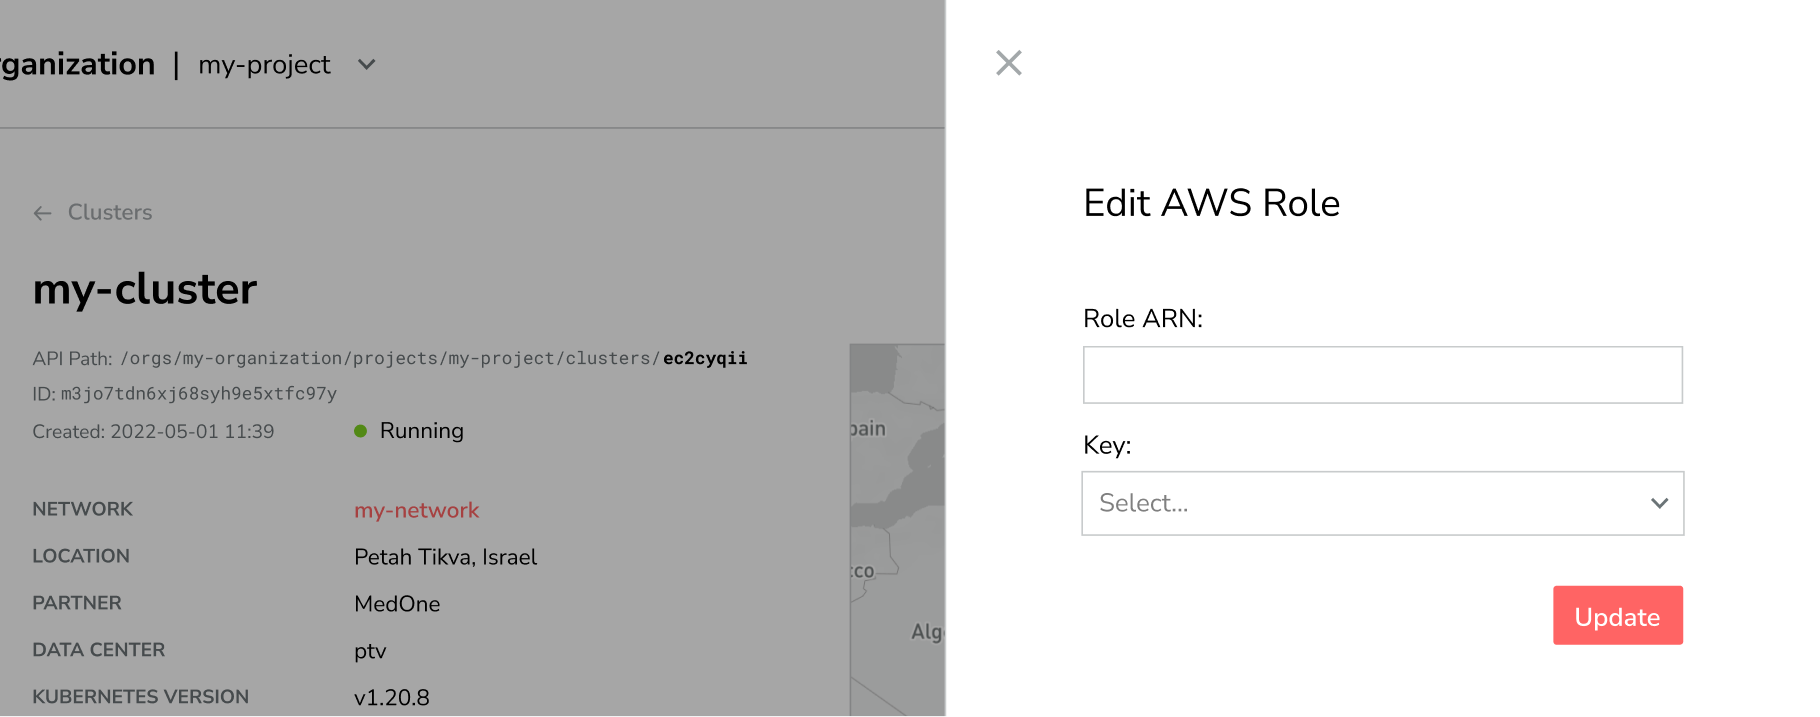 rganization | my-project
← Clusters
my-cluster
API Path: /orgs/my-organization/projects/my-project/clusters/ec2cyqii
ID: m3jo7tdn6xj68syh9e5xtfc97y
Created: 2022-05-01 11:39
Running
NETWORK my-network
LOCATION Petah Tikva, Israel
PARTNER MedOne
DATA CENTER ptv
KUBERNETES VERSION v1.20.8
pain
cco
Alg
Edit AWS Role
Role ARN:
Key:
Select...
Update